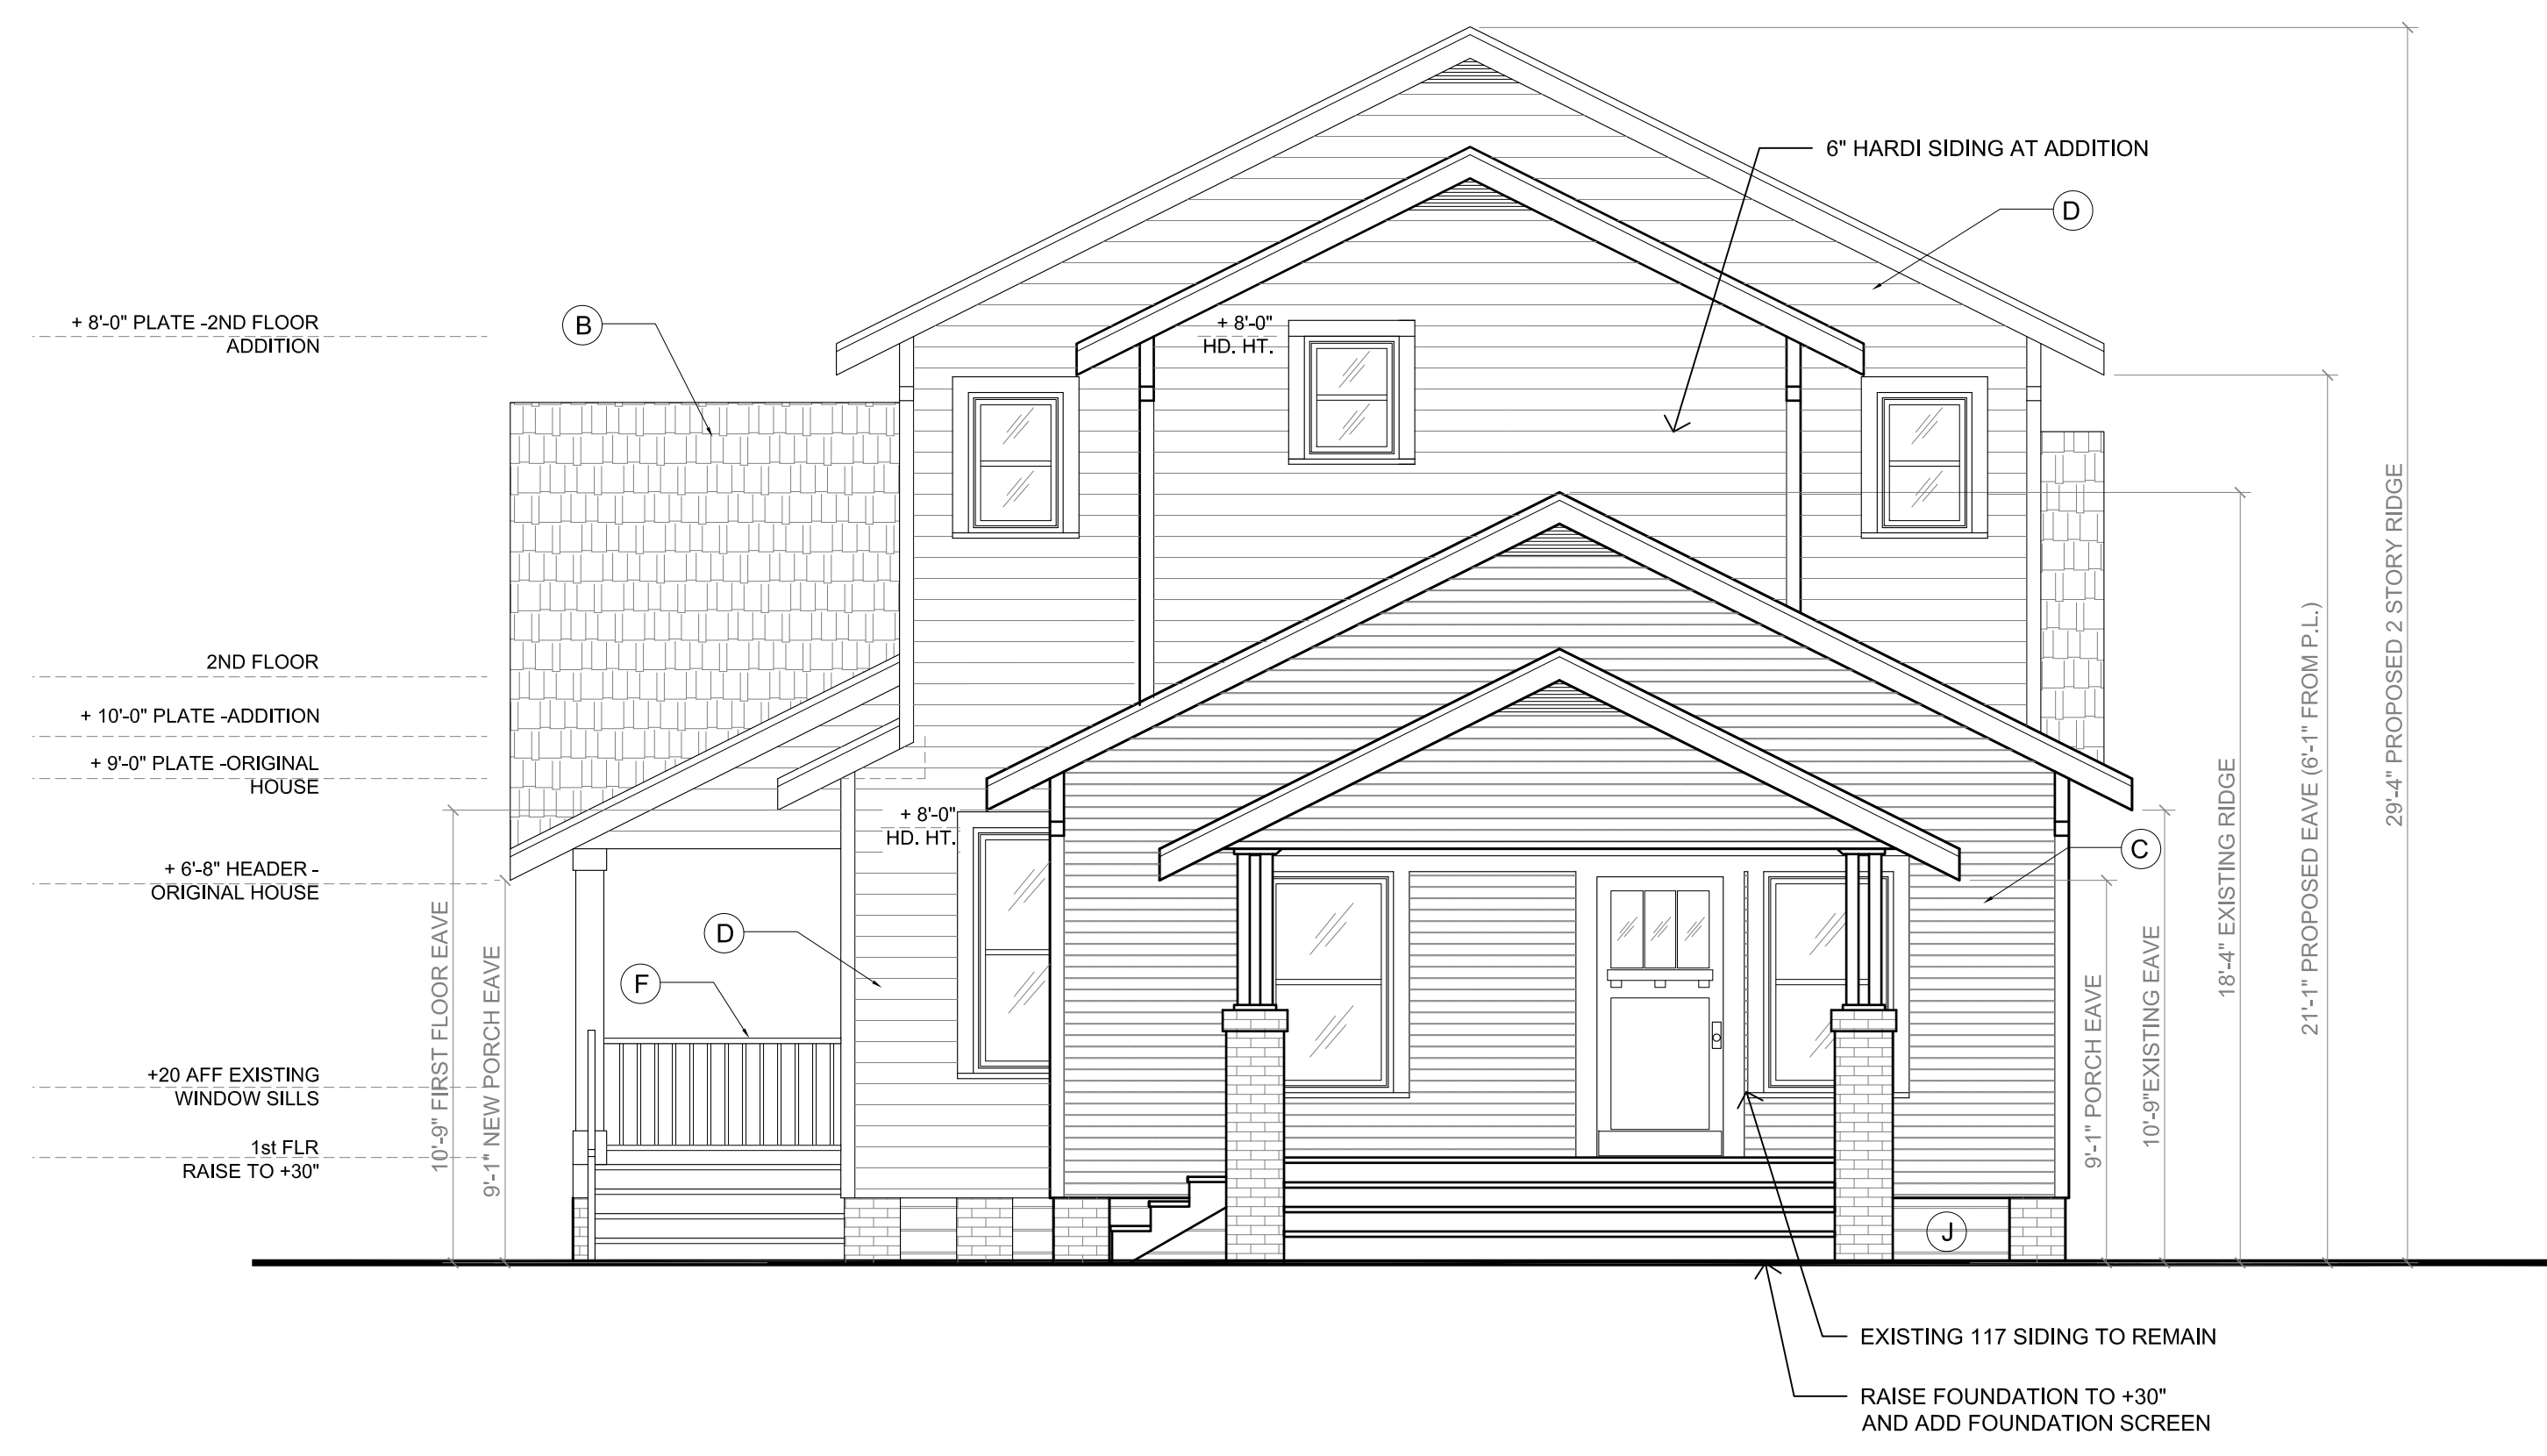 6" HARDI SIDING AT ADDITION
D
+ 8'-0" PLATE -2ND FLOOR
ADDITION
B
+ 8'-0"
HD. HT.
2ND FLOOR
+ 10'-0" PLATE -ADDITION
+ 9'-0" PLATE -ORIGINAL
HOUSE
+ 8'-0"
HD. HT.
+ 6'-8" HEADER -
ORIGINAL HOUSE
C
D
F
+20 AFF EXISTING
WINDOW SILLS
1st FLR
RAISE TO +30"
10'-9" FIRST FLOOR EAVE
9'-1" NEW PORCH EAVE
9'-1" PORCH EAVE
10'-9"EXISTING EAVE
18'-4" EXISTING RIDGE
21'-1" PROPOSED EAVE (6'-1" FROM P.L.)
29'-4" PROPOSED 2 STORY RIDGE
J
EXISTING 117 SIDING TO REMAIN
RAISE FOUNDATION TO +30"
AND ADD FOUNDATION SCREEN